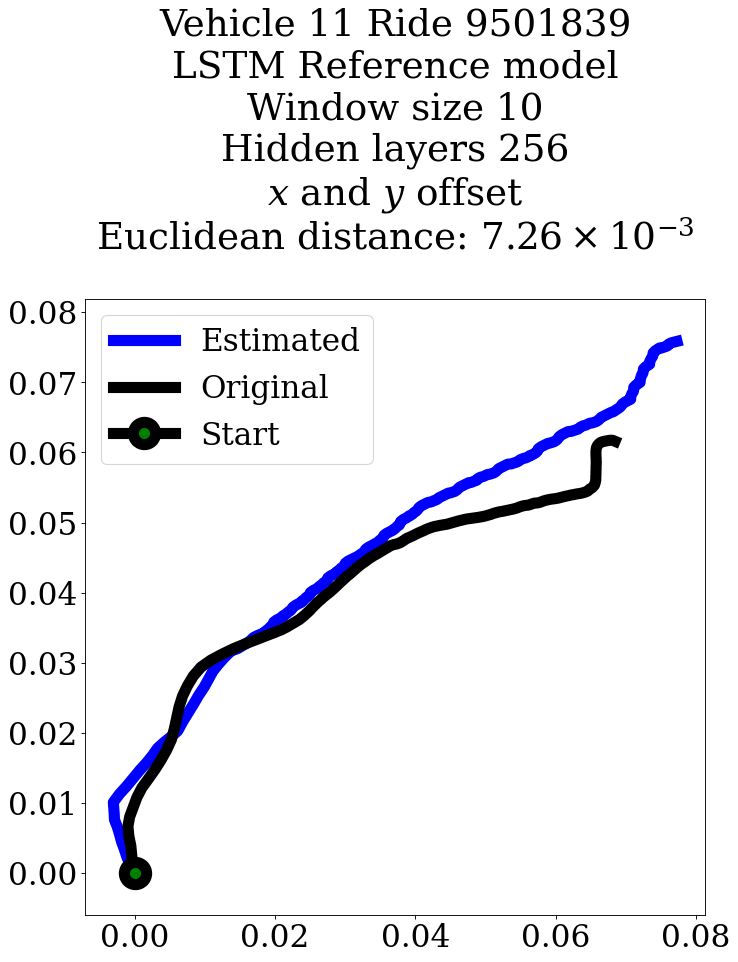 Vehicle 11 Ride 9501839
LSTM Reference model
Window size 10
Hidden layers 256
x and y offset
Euclidean distance: 7.26 × 10⁻³
Estimated
Original
Start
0.08
0.07
0.06
0.05
0.04
0.03
0.02
0.01
0.00
0.00 0.02 0.04 0.06 0.08